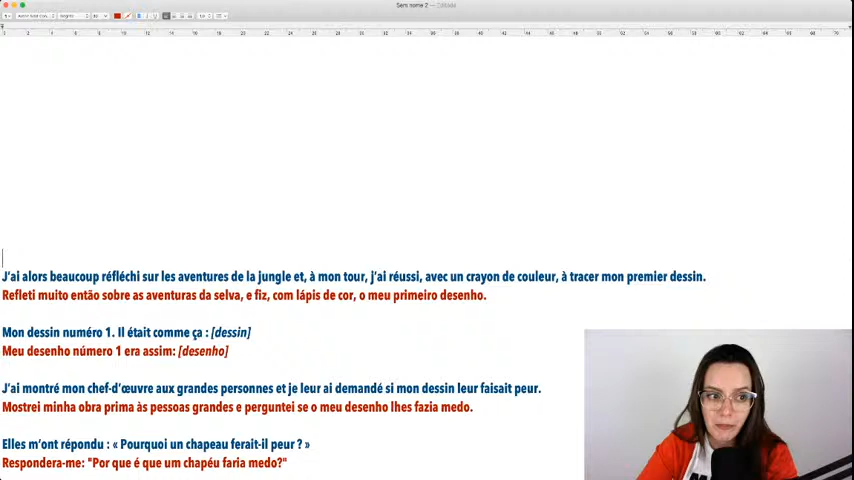 Sem nome 2 — Editado
J'ai alors beaucoup réfléchi sur les aventures de la jungle et, à mon tour, j'ai réussi, avec un crayon de couleur, à tracer mon premier dessin.
Refleti muito então sobre as aventuras da selva, e fiz, com lápis de cor, o meu primeiro desenho.
Mon dessin numéro 1. Il était comme ça : [dessin]
Meu desenho número 1 era assim: [desenho]
J'ai montré mon chef-d'œuvre aux grandes personnes et je leur ai demandé si mon dessin leur faisait peur.
Mostrei minha obra prima às pessoas grandes e perguntei se o meu desenho lhes fazia medo.
Elles m'ont répondu : « Pourquoi un chapeau ferait-il peur ? »
Respondera-me: "Por que é que um chapéu faria medo?"